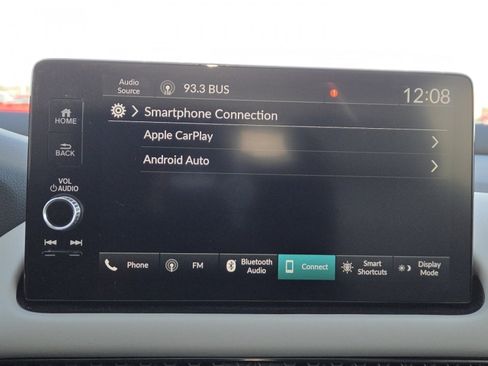 Audio
Source
93.3 BUS
12:08
HOME
Smartphone Connection
BACK
Apple CarPlay
Android Auto
VOL
AUDIO
Phone
FM
Bluetooth
Audio
Connect
Smart
Shortcuts
Display
Mode